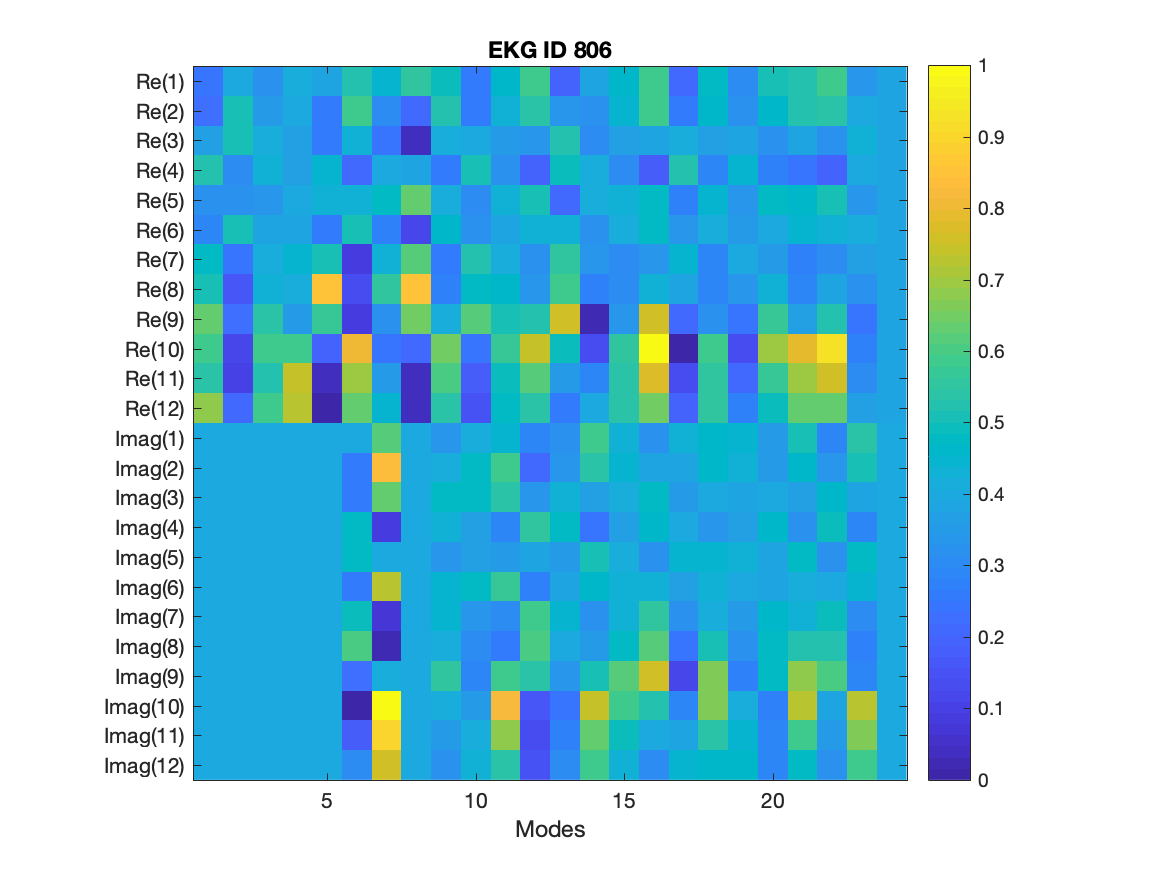 EKG ID 806
Re(1)
Re(2)
Re(3)
Re(4)
Re(5)
Re(6)
Re(7)
Re(8)
Re(9)
Re(10)
Re(11)
Re(12)
Imag(1)
Imag(2)
Imag(3)
Imag(4)
Imag(5)
Imag(6)
Imag(7)
Imag(8)
Imag(9)
Imag(10)
Imag(11)
Imag(12)
5 10 15 20
Modes
1
0.9
0.8
0.7
0.6
0.5
0.4
0.3
0.2
0.1
0